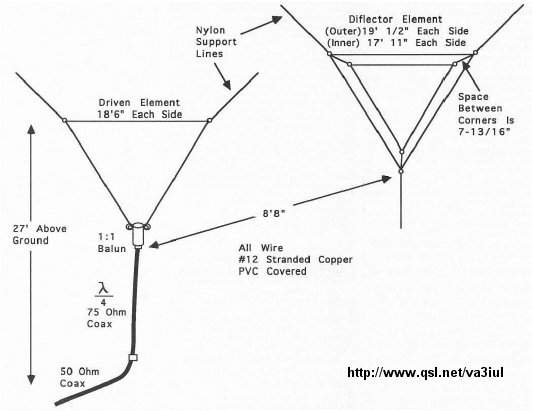 Nylon
Support
Lines
Diflector Element
(Outer)19' 1/2" Each Side
(Inner) 17' 11" Each Side
Driven Element
18'6" Each Side
Space
Between
Corners Is
7-13/16"
8'8"
27' Above
Ground
1:1
Balun
All Wire
#12 Stranded Copper
PVC Covered
λ
4
75 Ohm
Coax
50 Ohm
Coax
http://www.qsl.net/va3iul